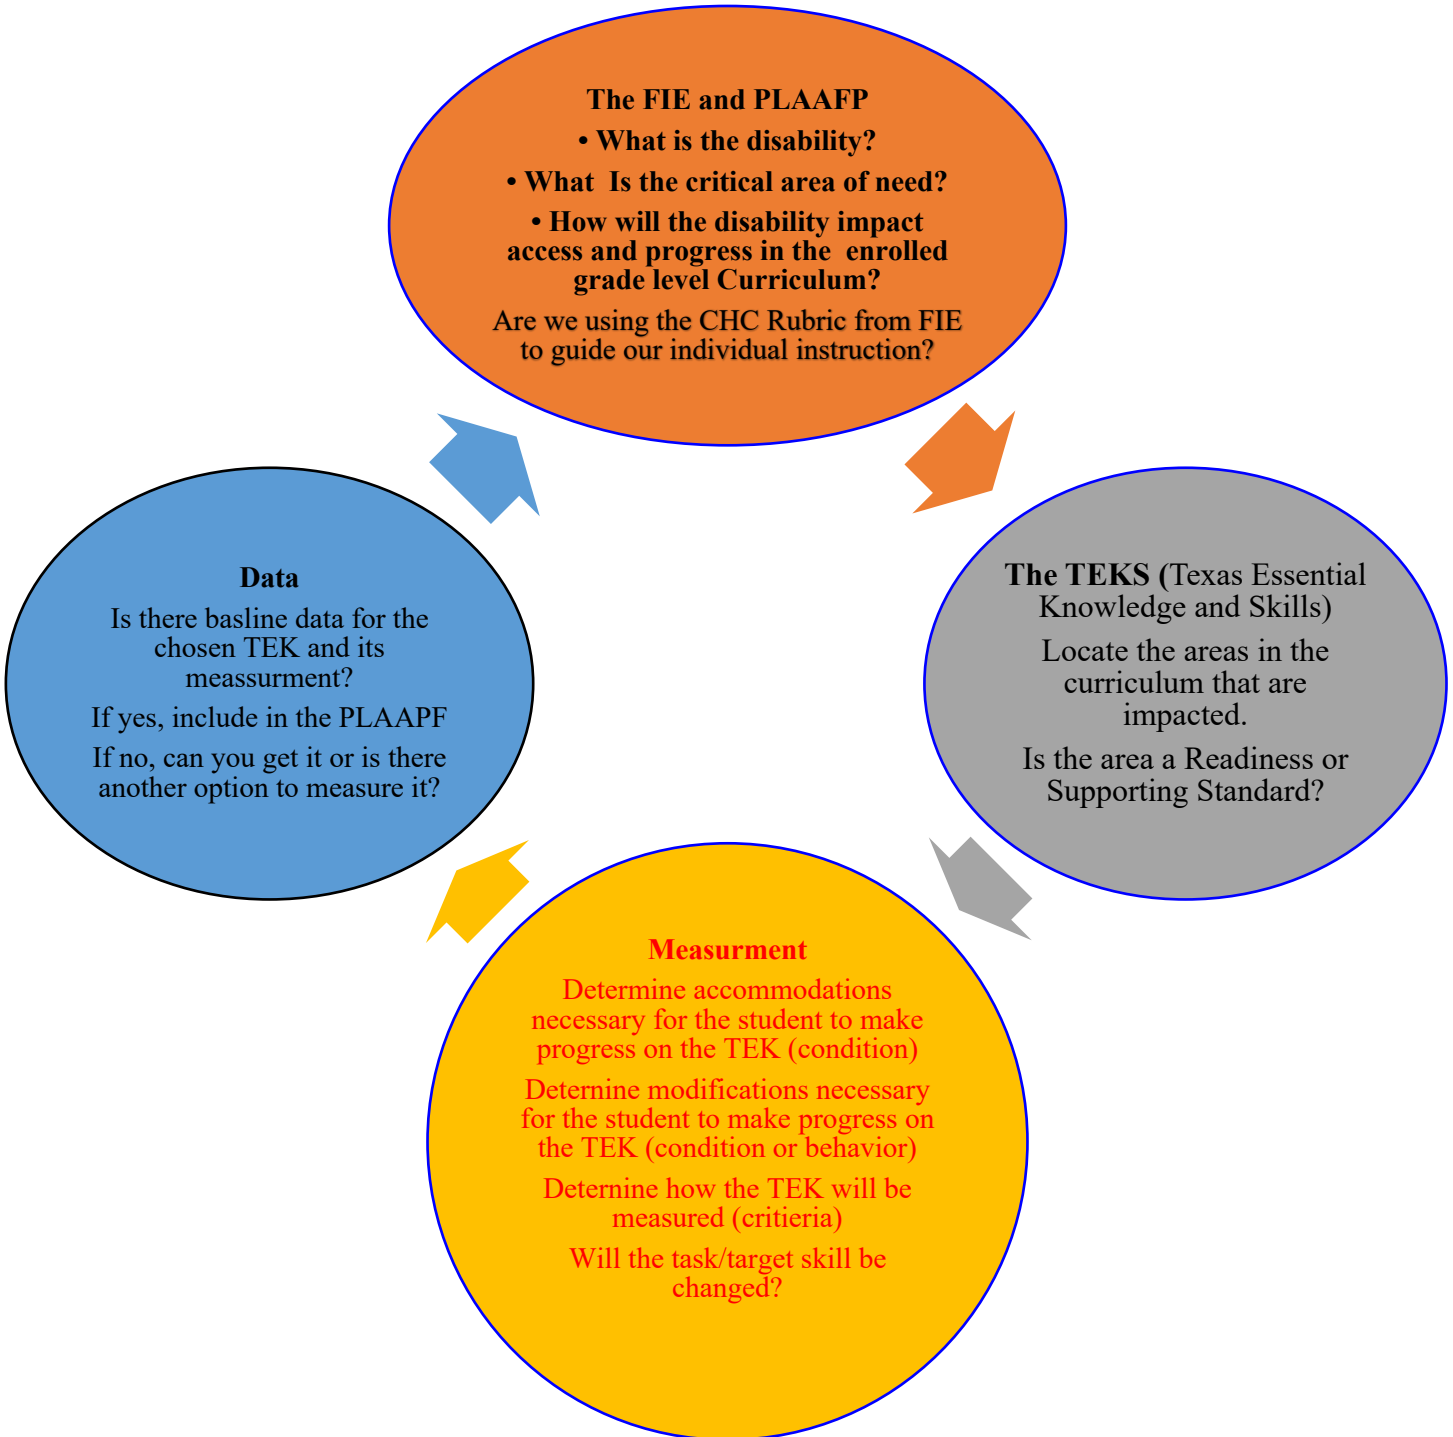 The FIE and PLAAFP
• What is the disability?
• What  Is the critical area of need?
• How will the disability impact
access and progress in the  enrolled
grade level Curriculum?
Are we using the CHC Rubric from FIE
to guide our individual instruction?
The TEKS (Texas Essential
Knowledge and Skills)
Locate the areas in the
curriculum that are
impacted.
Is the area a Readiness or
Supporting Standard?
Measurment
Determine accommodations
necessary for the student to make
progress on the TEK (condition)
Deternine modifications necessary
for the student to make progress on
the TEK (condition or behavior)
Deternine how the TEK will be
measured (critieria)
Will the task/target skill be
changed?
Data
Is there basline data for the
chosen TEK and its
meassurment?
If yes, include in the PLAAPF
If no, can you get it or is there
another option to measure it?